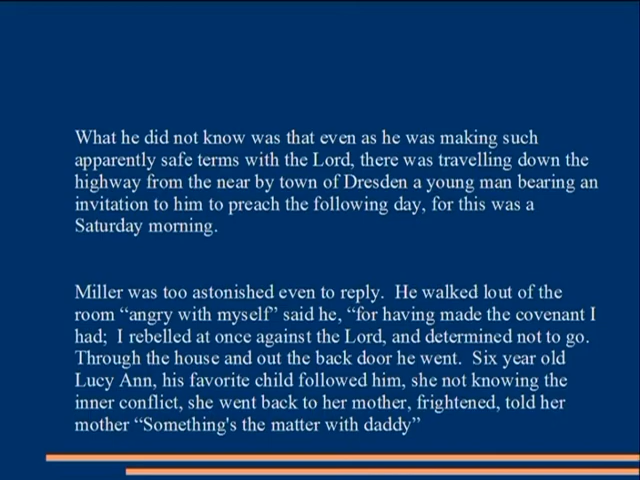 What he did not know was that even as he was making such
apparently safe terms with the Lord, there was travelling down the
highway from the near by town of Dresden a young man bearing an
invitation to him to preach the following day, for this was a
Saturday morning.
Miller was too astonished even to reply.  He walked lout of the
room “angry with myself” said he, “for having made the covenant I
had;  I rebelled at once against the Lord, and determined not to go.
Through the house and out the back door he went.  Six year old
Lucy Ann, his favorite child followed him, she not knowing the
inner conflict, she went back to her mother, frightened, told her
mother “Something's the matter with daddy”